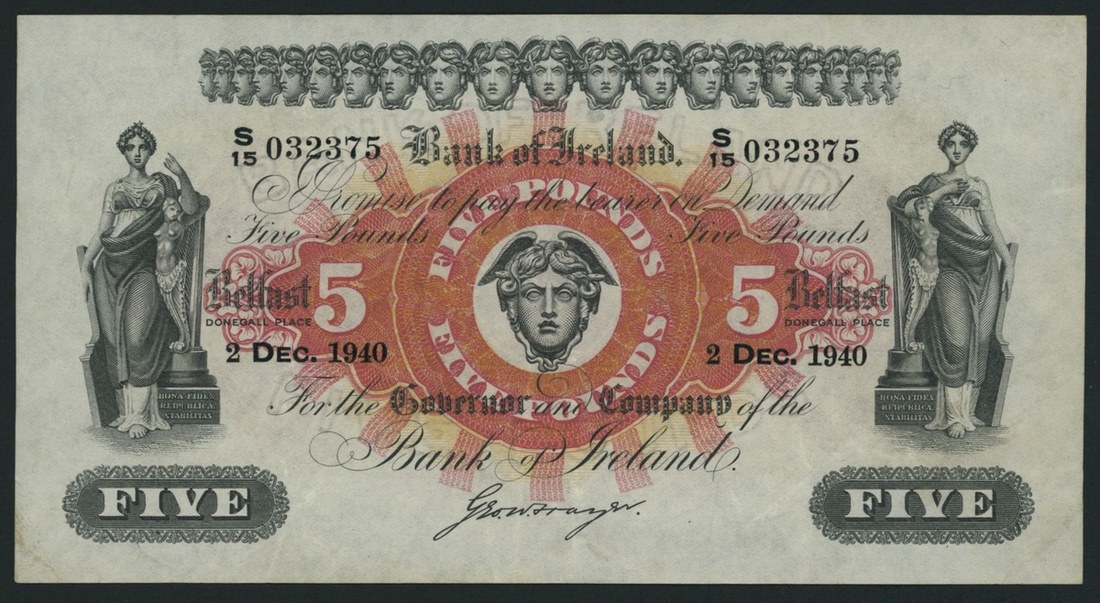 S 15 032375 Bank of Ireland. S 15 032375
Promise to pay the bearer on Demand
Five Pounds Five Pounds
FIVE POUNDS
Belfast 5 5 Belfast
DONEGALL PLACE DONEGALL PLACE
2 DEC. 1940 2 DEC. 1940
FIVE POUNDS
BONA FIDES REIPUBLICÆ STABILITAS BONA FIDES REIPUBLICÆ STABILITAS
For the Governor and Company of the
Bank of Ireland.
Geo. W. Frazer.
FIVE FIVE